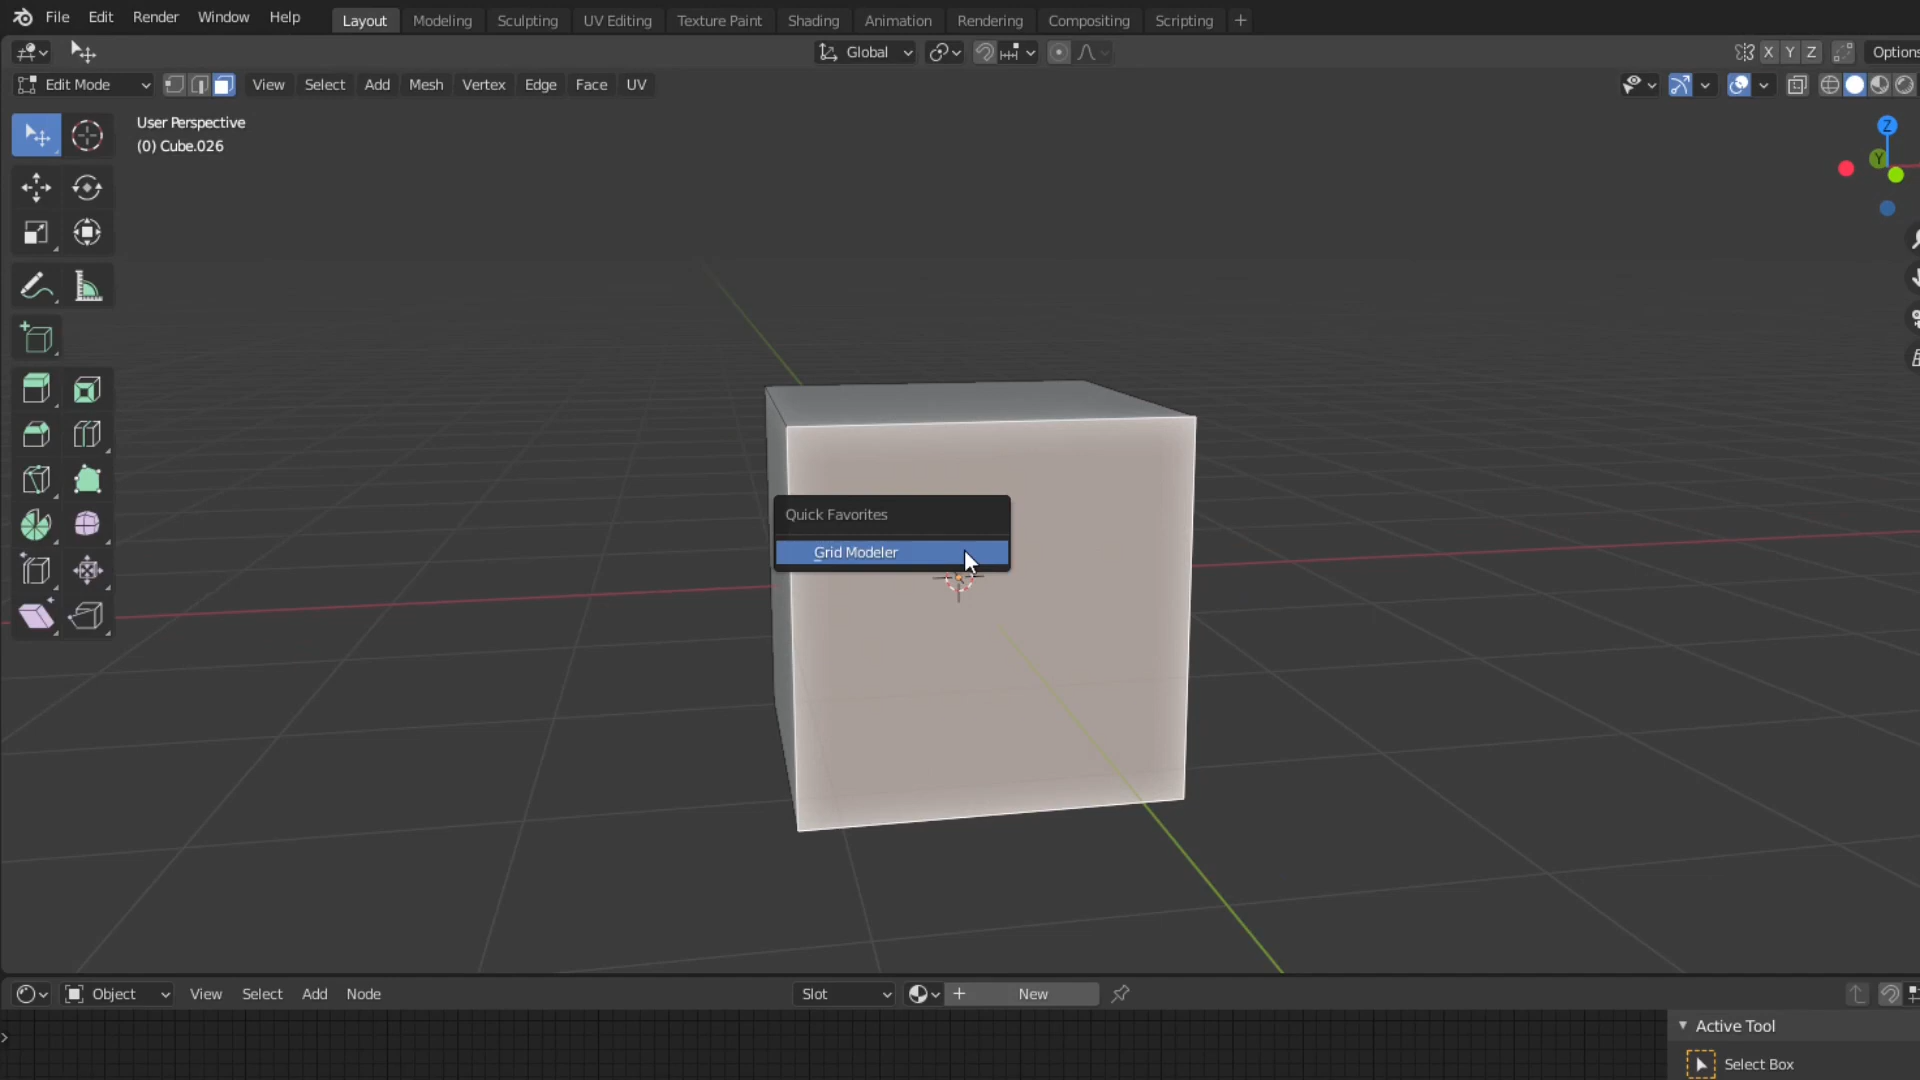 File Edit Render Window Help Layout Modeling Sculpting UV Editing Texture Paint Shading Animation Rendering Compositing Scripting +
Global X Y Z Options
Edit Mode View Select Add Mesh Vertex Edge Face UV
User Perspective
(0) Cube.026
Z
Y
Quick Favorites
Grid Modeler
Object View Select Add Node Slot + New
Active Tool
Select Box